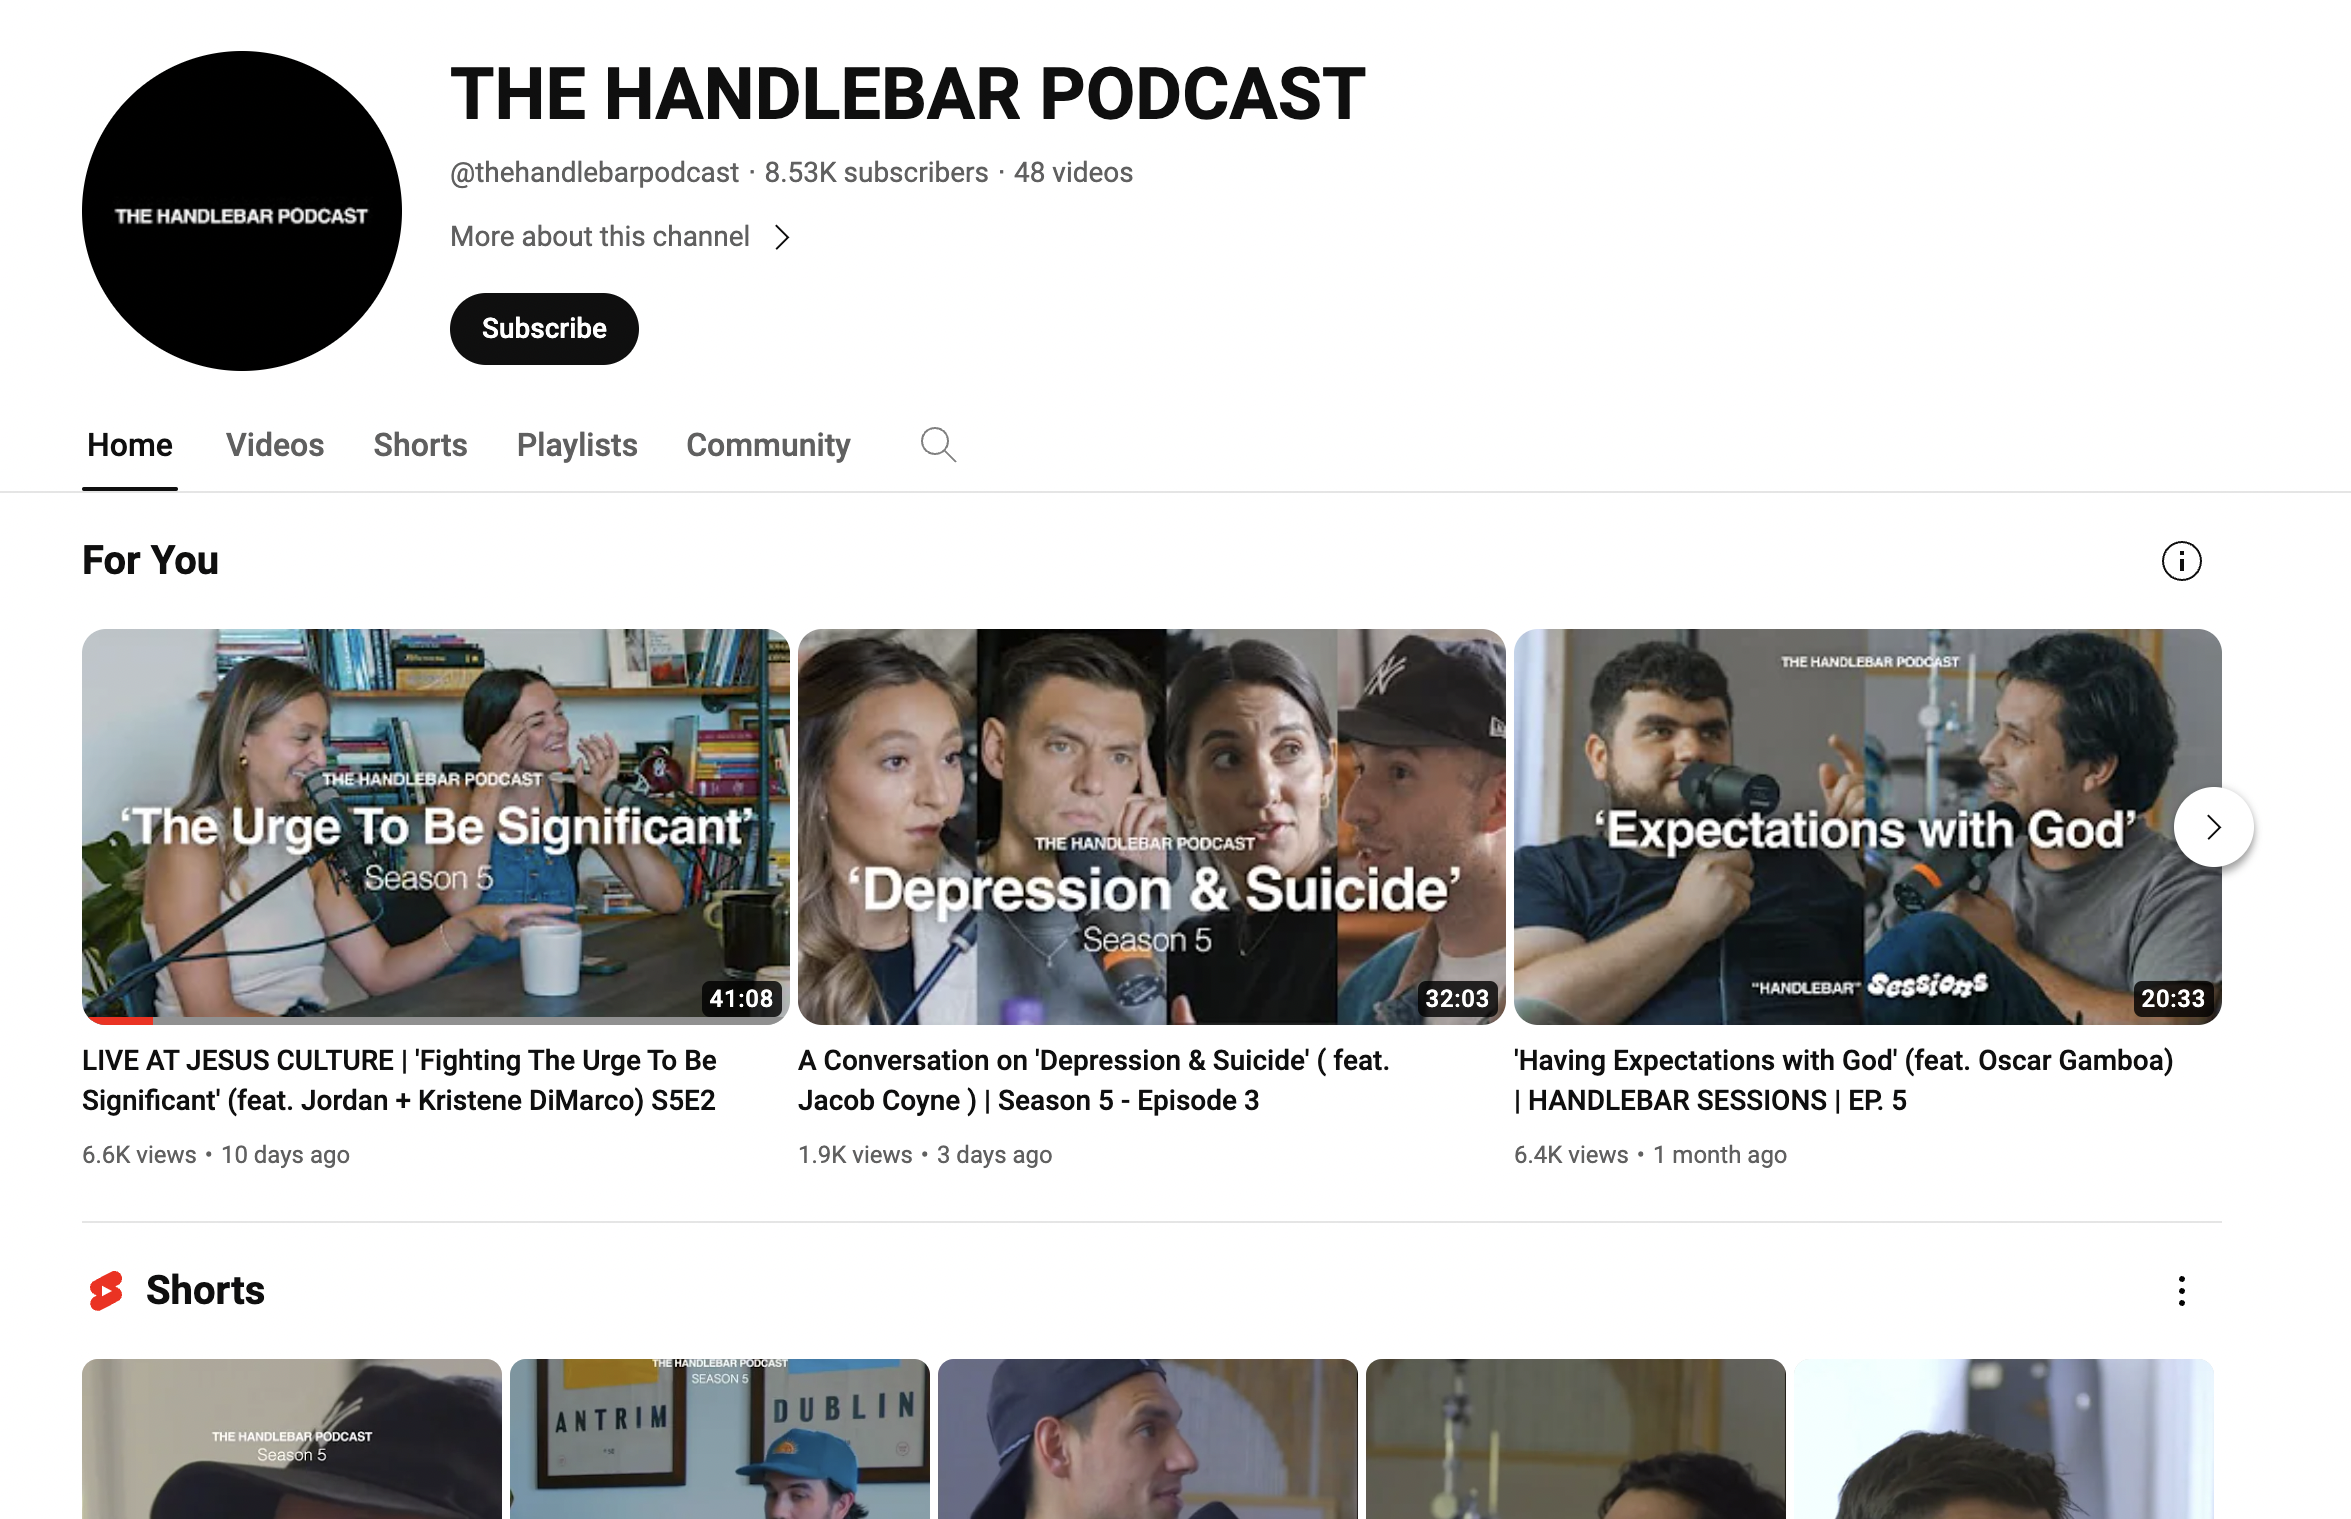 THE HANDLEBAR PODCAST
THE HANDLEBAR PODCAST
@thehandlebarpodcast · 8.53K subscribers · 48 videos
More about this channel
Subscribe
Home Videos Shorts Playlists Community
For You
THE HANDLEBAR PODCAST
‘The Urge To Be Significant’
Season 5
41:08
LIVE AT JESUS CULTURE | 'Fighting The Urge To Be
Significant' (feat. Jordan + Kristene DiMarco) S5E2
6.6K views • 10 days ago
THE HANDLEBAR PODCAST
‘Depression & Suicide’
Season 5
32:03
A Conversation on 'Depression & Suicide' ( feat.
Jacob Coyne ) | Season 5 - Episode 3
1.9K views • 3 days ago
THE HANDLEBAR PODCAST
‘Expectations with God’
"HANDLEBAR" Sessions
20:33
'Having Expectations with God' (feat. Oscar Gamboa)
| HANDLEBAR SESSIONS | EP. 5
6.4K views • 1 month ago
Shorts
THE HANDLEBAR PODCAST
Season 5
THE HANDLEBAR PODCAST
SEASON 5
ANTRIM
DUBLIN